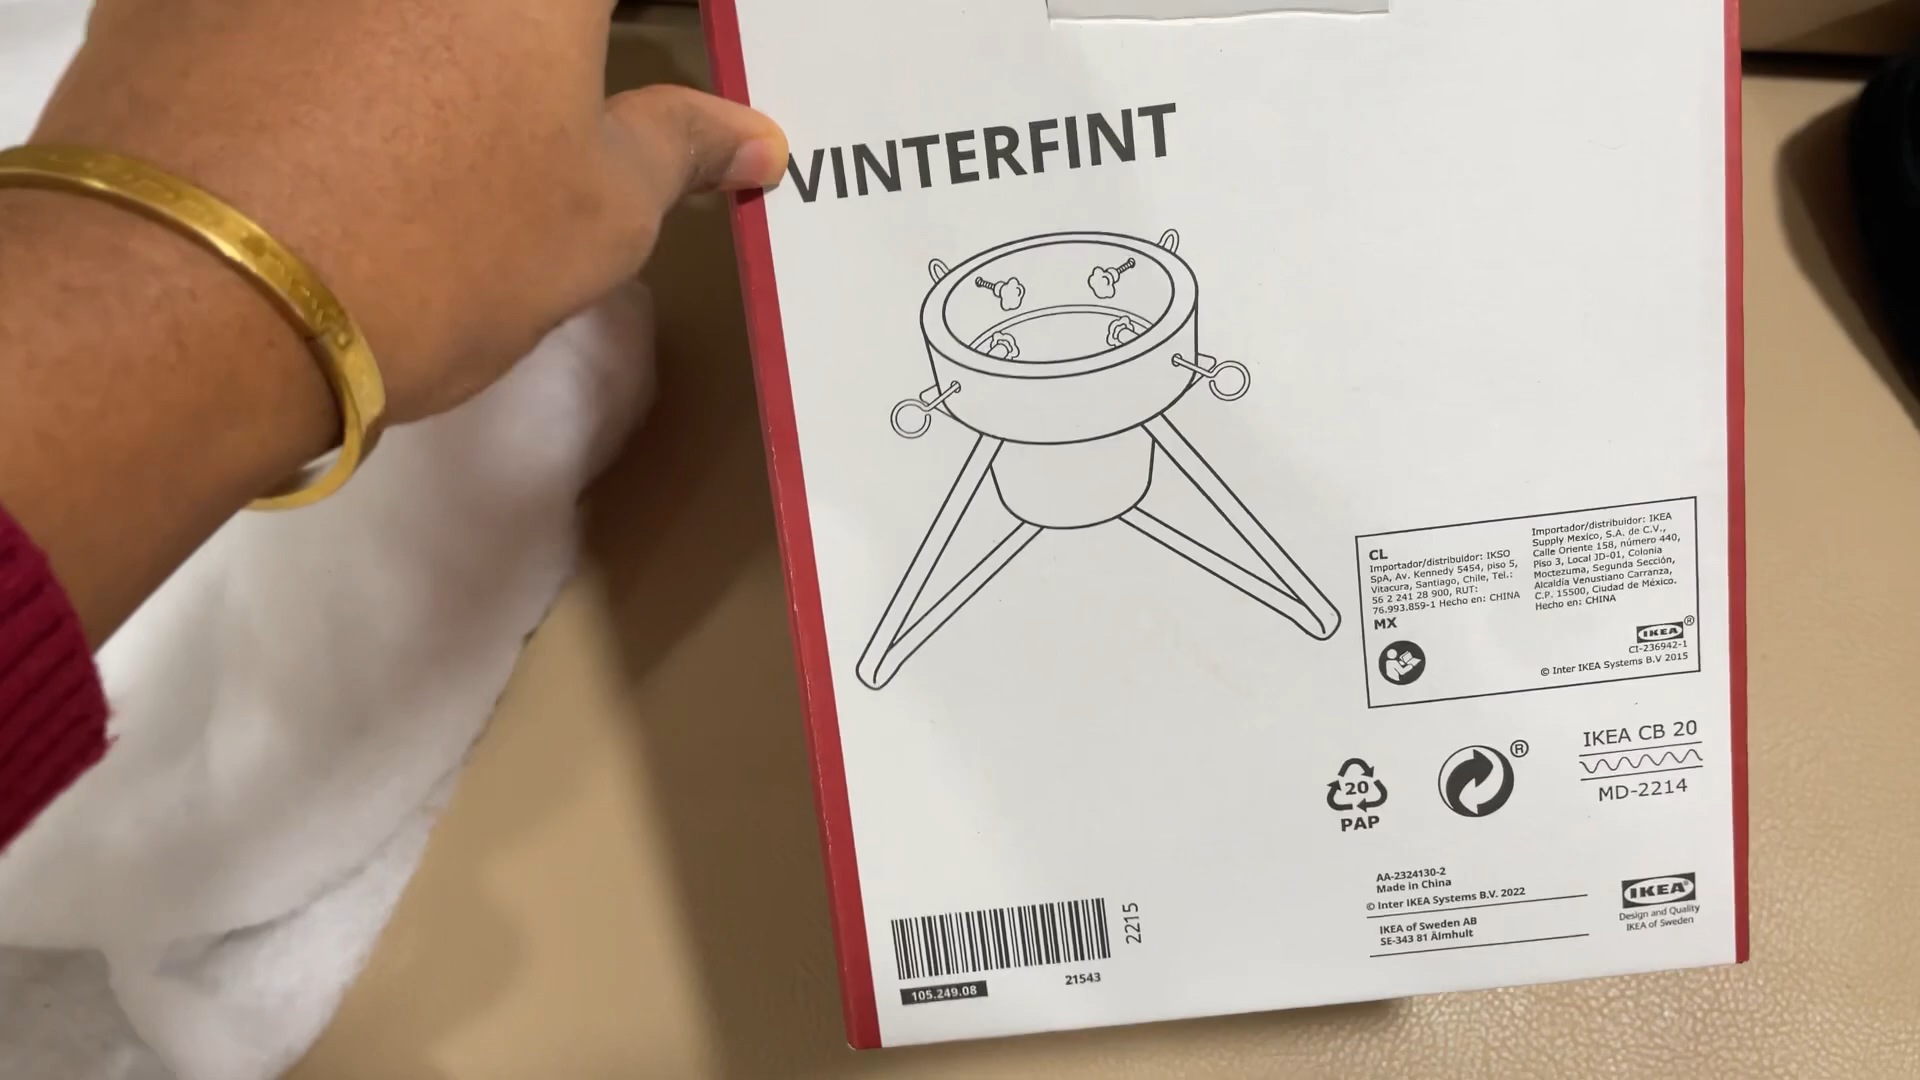 VINTERFINT
CL
Importador/distribuidor: IKSO
SpA, Av. Kennedy 5454, piso 5,
Vitacura, Santiago, Chile, Tel.:
56 2 241 28 900, RUT:
76.993.859-1 Hecho en: CHINA
MX
Importador/distribuidor: IKEA
Supply Mexico, S.A. de C.V.,
Calle Oriente 158, número 440,
Piso 3, Local JD-01, Colonia
Moctezuma, Segunda Sección,
Alcaldía Venustiano Carranza,
C.P. 15500, Ciudad de México.
Hecho en: CHINA
IKEA®
CI-236942-1
© Inter IKEA Systems B.V 2015
20
PAP
®
IKEA CB 20
MD-2214
AA-2324130-2
Made in China
© Inter IKEA Systems B.V. 2022
IKEA of Sweden AB
SE-343 81 Älmhult
IKEA®
Design and Quality
IKEA of Sweden
2215
21543
105.249.08